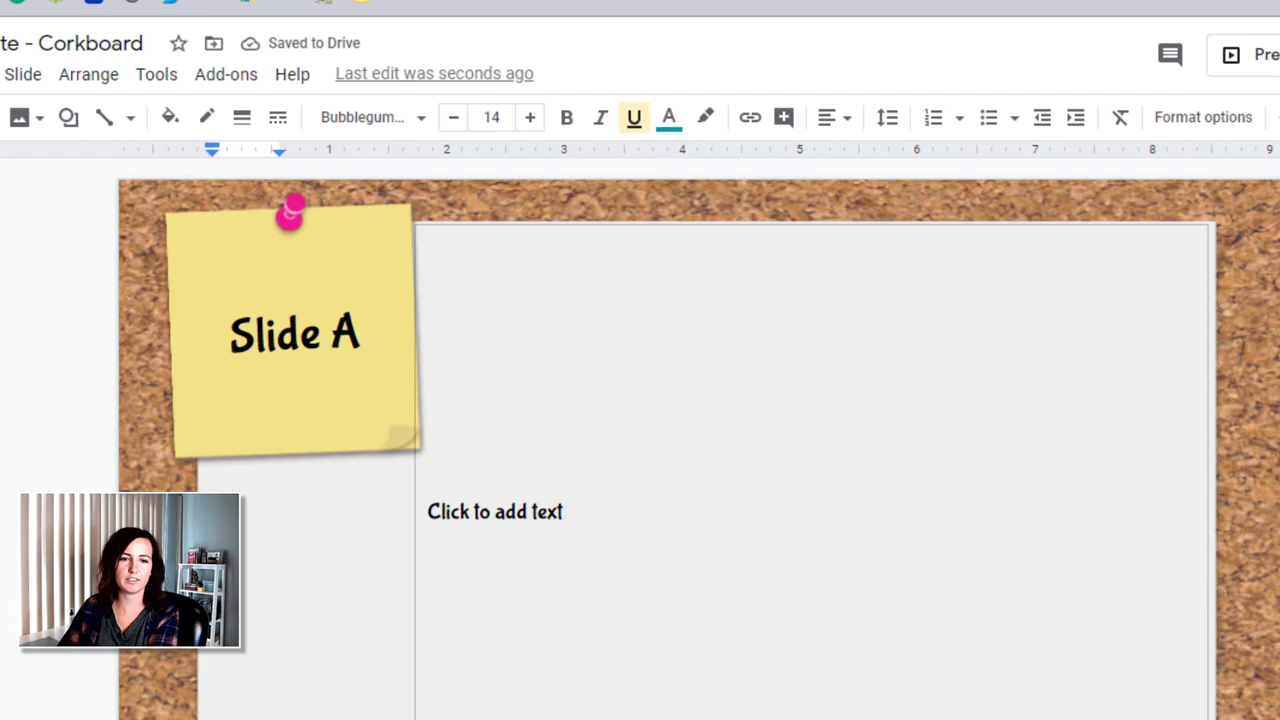 te - Corkboard
Saved to Drive
Slide Arrange Tools Add-ons Help Last edit was seconds ago
Pre
Bubblegum... 14 B I U A Format options
1 2 3 4 5 6 7 8 9
Slide A
Click to add text